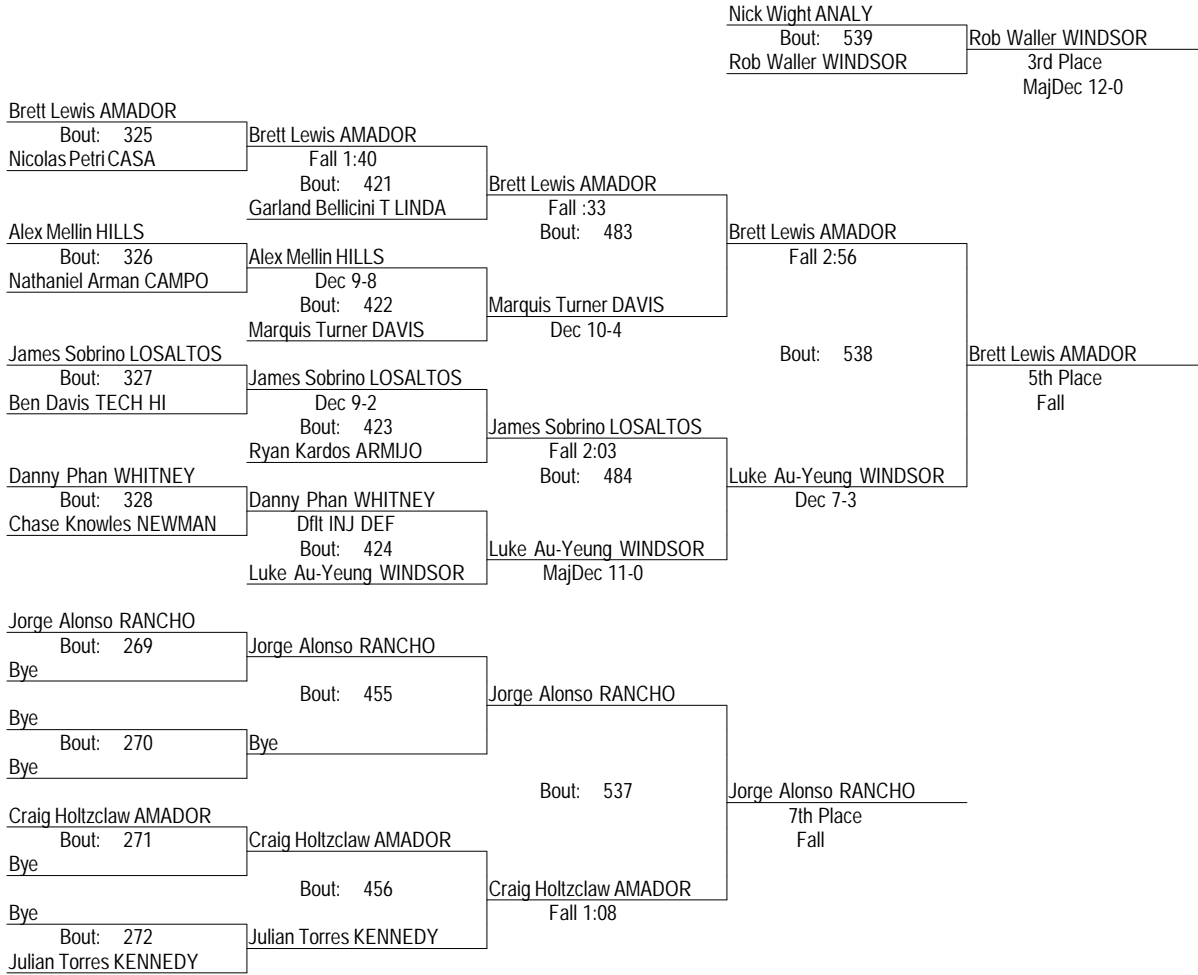 Nick Wight ANALY
Bout: 539
Rob Waller WINDSOR
Rob Waller WINDSOR
3rd Place
MajDec 12-0
Brett Lewis AMADOR
Bout: 325
Nicolas Petri CASA
Brett Lewis AMADOR
Fall 1:40
Bout: 421
Garland Bellicini T LINDA
Brett Lewis AMADOR
Fall :33
Bout: 483
Alex Mellin HILLS
Bout: 326
Nathaniel Arman CAMPO
Alex Mellin HILLS
Dec 9-8
Bout: 422
Marquis Turner DAVIS
Marquis Turner DAVIS
Dec 10-4
Brett Lewis AMADOR
Fall 2:56
Bout: 538
James Sobrino LOSALTOS
Bout: 327
Ben Davis TECH HI
James Sobrino LOSALTOS
Dec 9-2
Bout: 423
Ryan Kardos ARMIJO
James Sobrino LOSALTOS
Fall 2:03
Bout: 484
Danny Phan WHITNEY
Bout: 328
Chase Knowles NEWMAN
Danny Phan WHITNEY
Dflt INJ DEF
Bout: 424
Luke Au-Yeung WINDSOR
Luke Au-Yeung WINDSOR
MajDec 11-0
Luke Au-Yeung WINDSOR
Dec 7-3
Brett Lewis AMADOR
5th Place
Fall
Jorge Alonso RANCHO
Bout: 269
Bye
Jorge Alonso RANCHO
Bout: 455
Bye
Bout: 270
Bye
Bye
Jorge Alonso RANCHO
Bout: 537
Craig Holtzclaw AMADOR
Bout: 271
Bye
Craig Holtzclaw AMADOR
Bout: 456
Bye
Bout: 272
Julian Torres KENNEDY
Julian Torres KENNEDY
Craig Holtzclaw AMADOR
Fall 1:08
Jorge Alonso RANCHO
7th Place
Fall